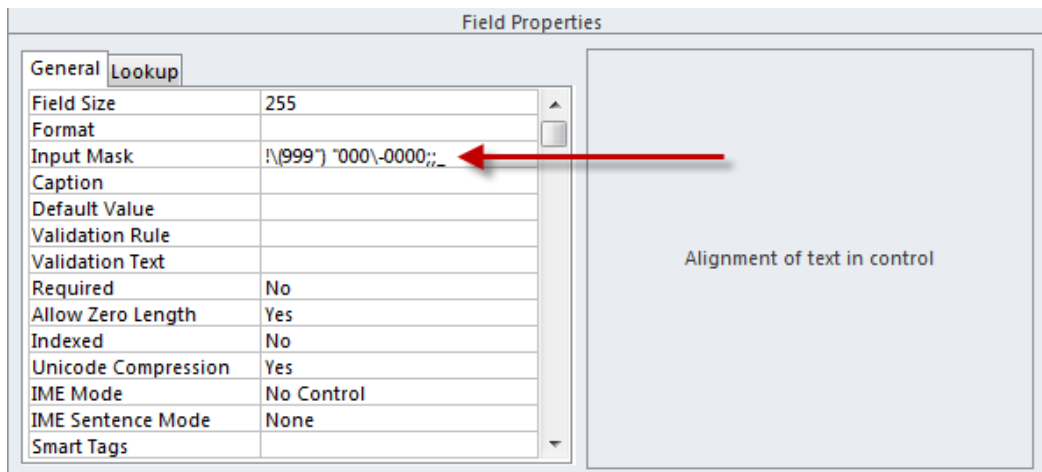 Field Properties
General Lookup
Field Size 255
Format
Input Mask !\(999") "000\-0000;;_
Caption
Default Value
Validation Rule
Validation Text
Required No
Allow Zero Length Yes
Indexed No
Unicode Compression Yes
IME Mode No Control
IME Sentence Mode None
Smart Tags
Alignment of text in control